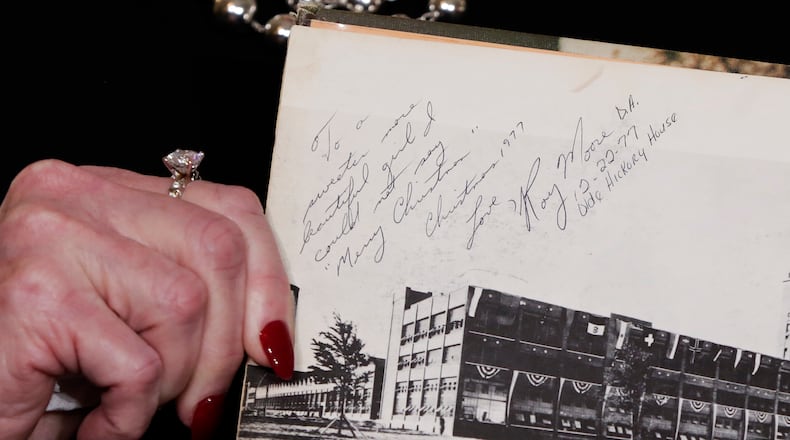 To a
sweeter more
beautiful girl I
could not say
"Merry Christmas"
Christmas 1977
Love,
Roy Moore D.A.
12-22-77
Olde Hickory House